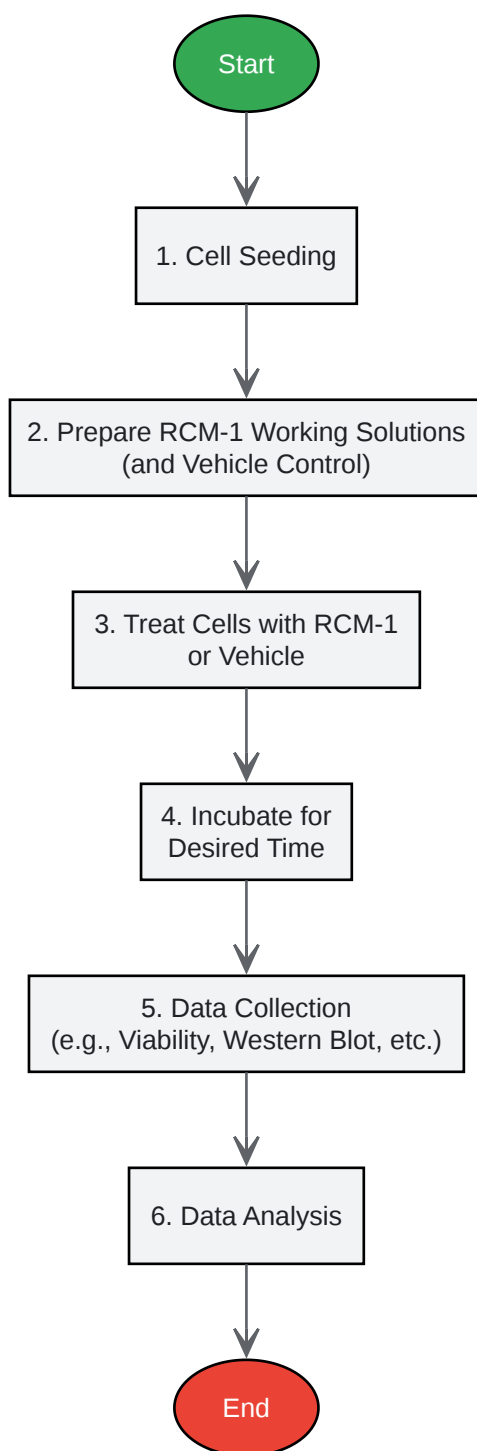 Start
1. Cell Seeding
2. Prepare RCM-1 Working Solutions
(and Vehicle Control)
3. Treat Cells with RCM-1
or Vehicle
4. Incubate for
Desired Time
5. Data Collection
(e.g., Viability, Western Blot, etc.)
6. Data Analysis
End